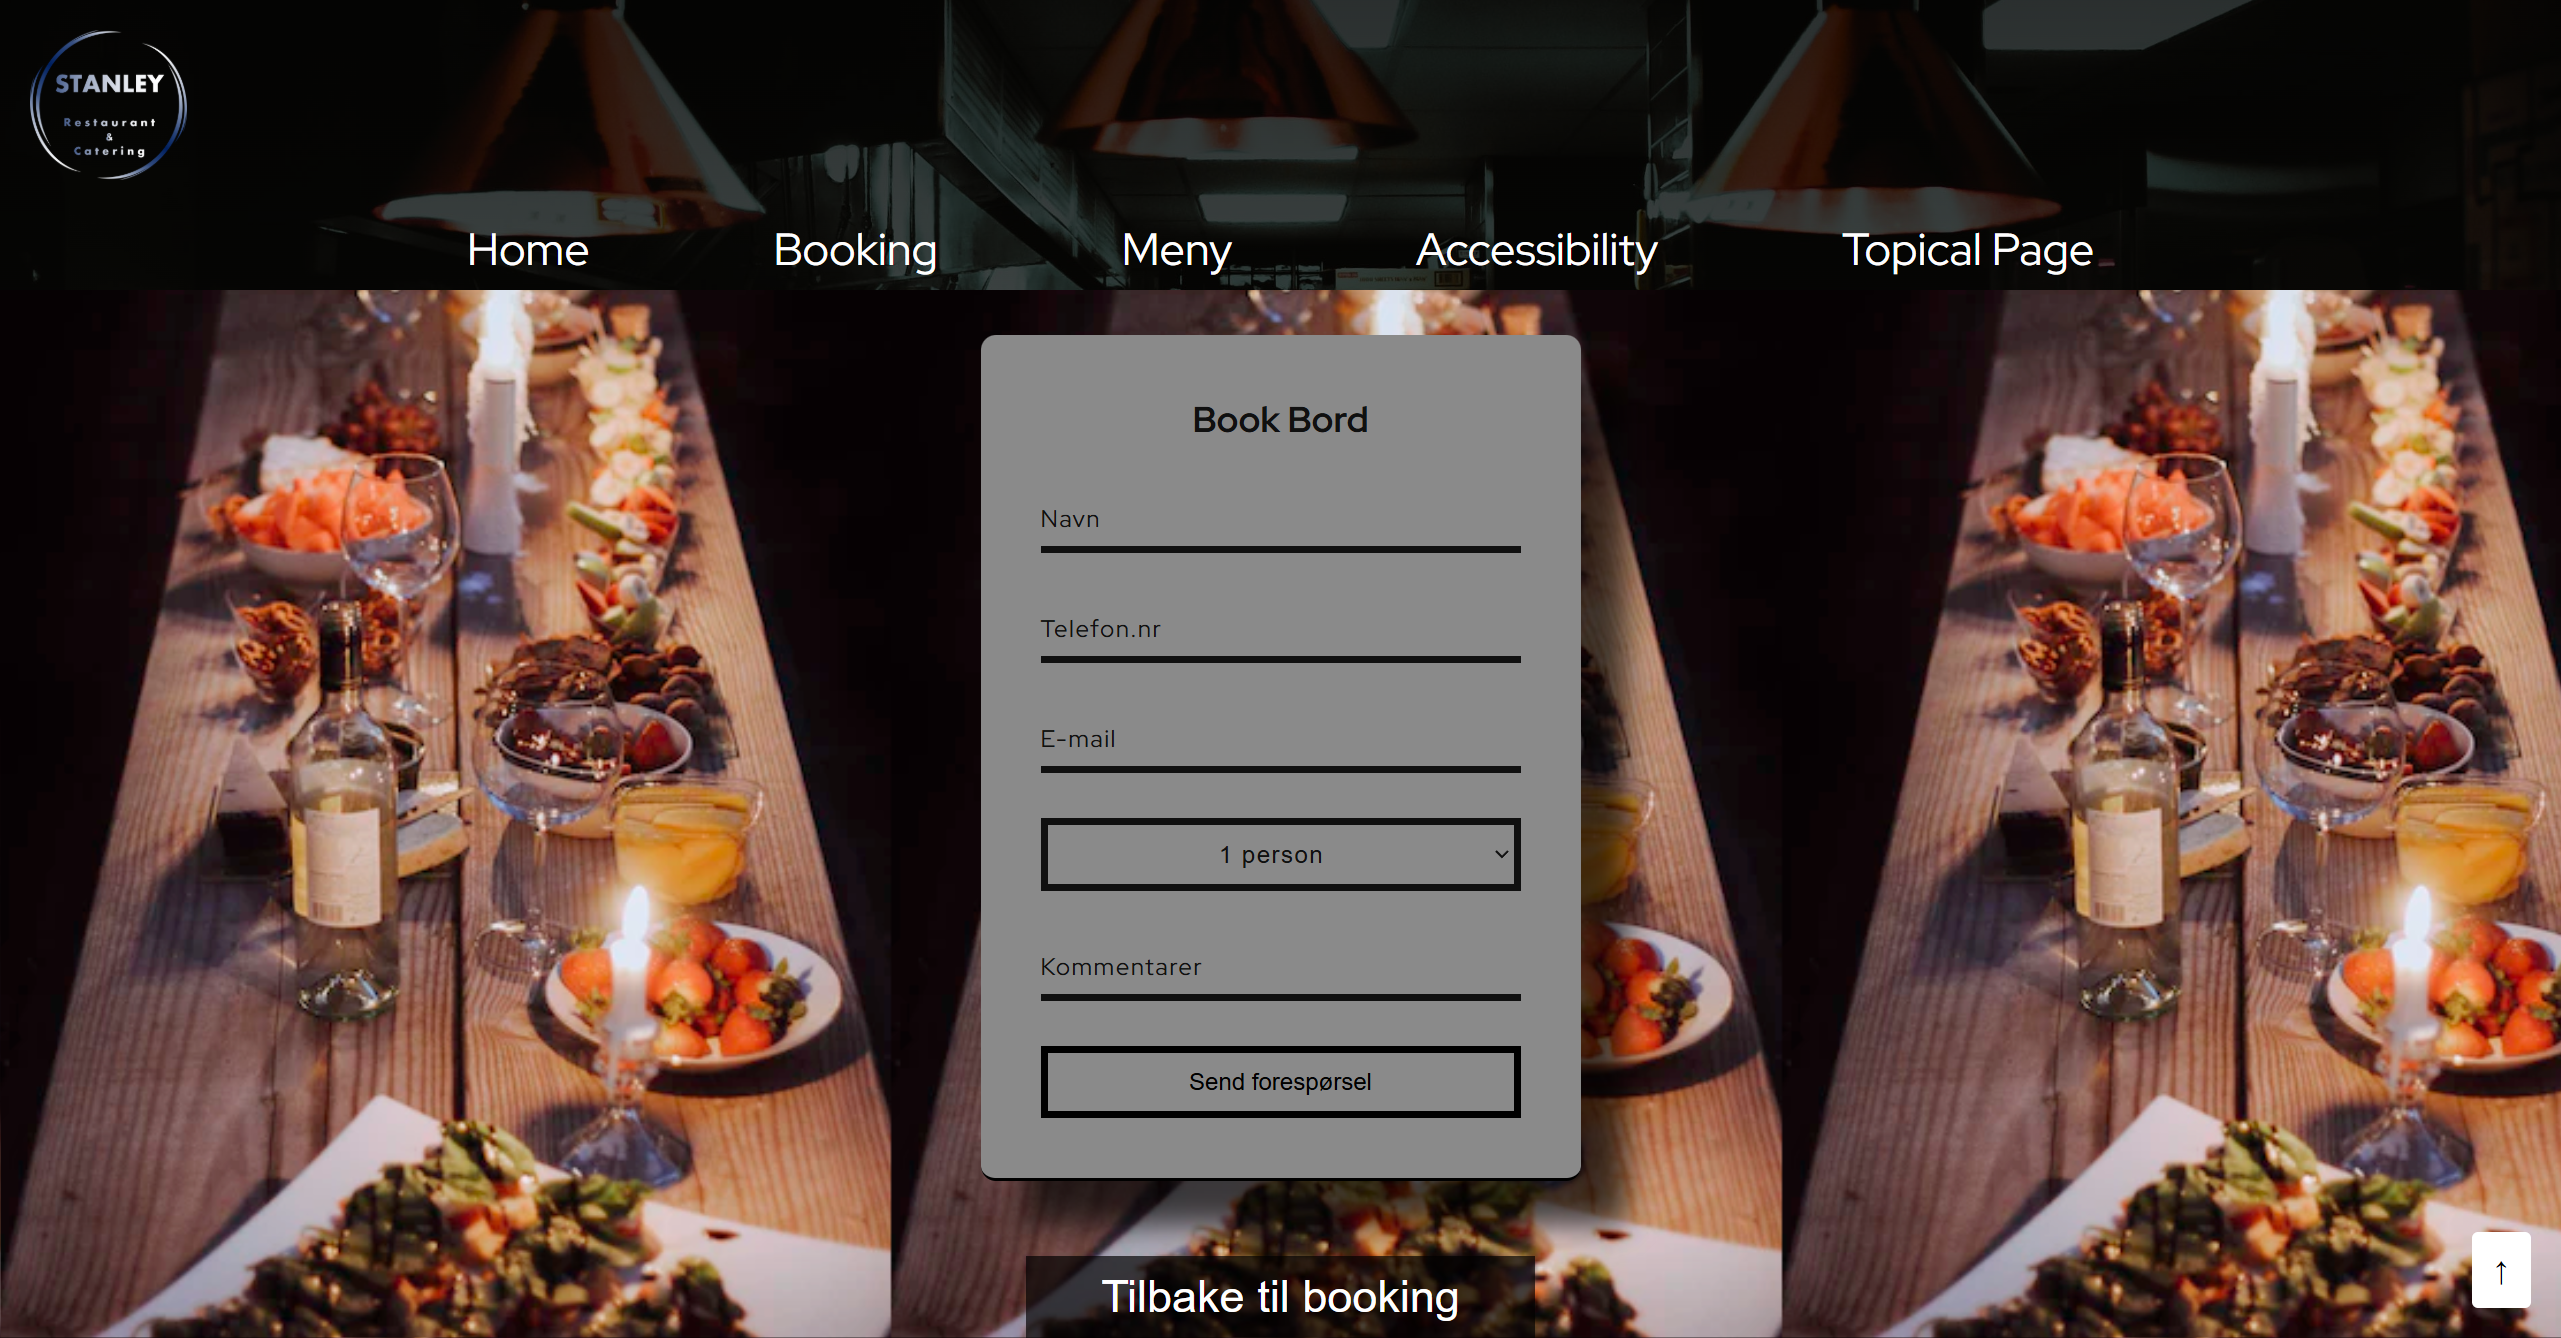 STANLEY
Restaurant
&
Catering
Home Booking Meny Accessibility Topical Page
Book Bord
Navn
Telefon.nr
E-mail
1 person
Kommentarer
Send forespørsel
Tilbake til booking
↑